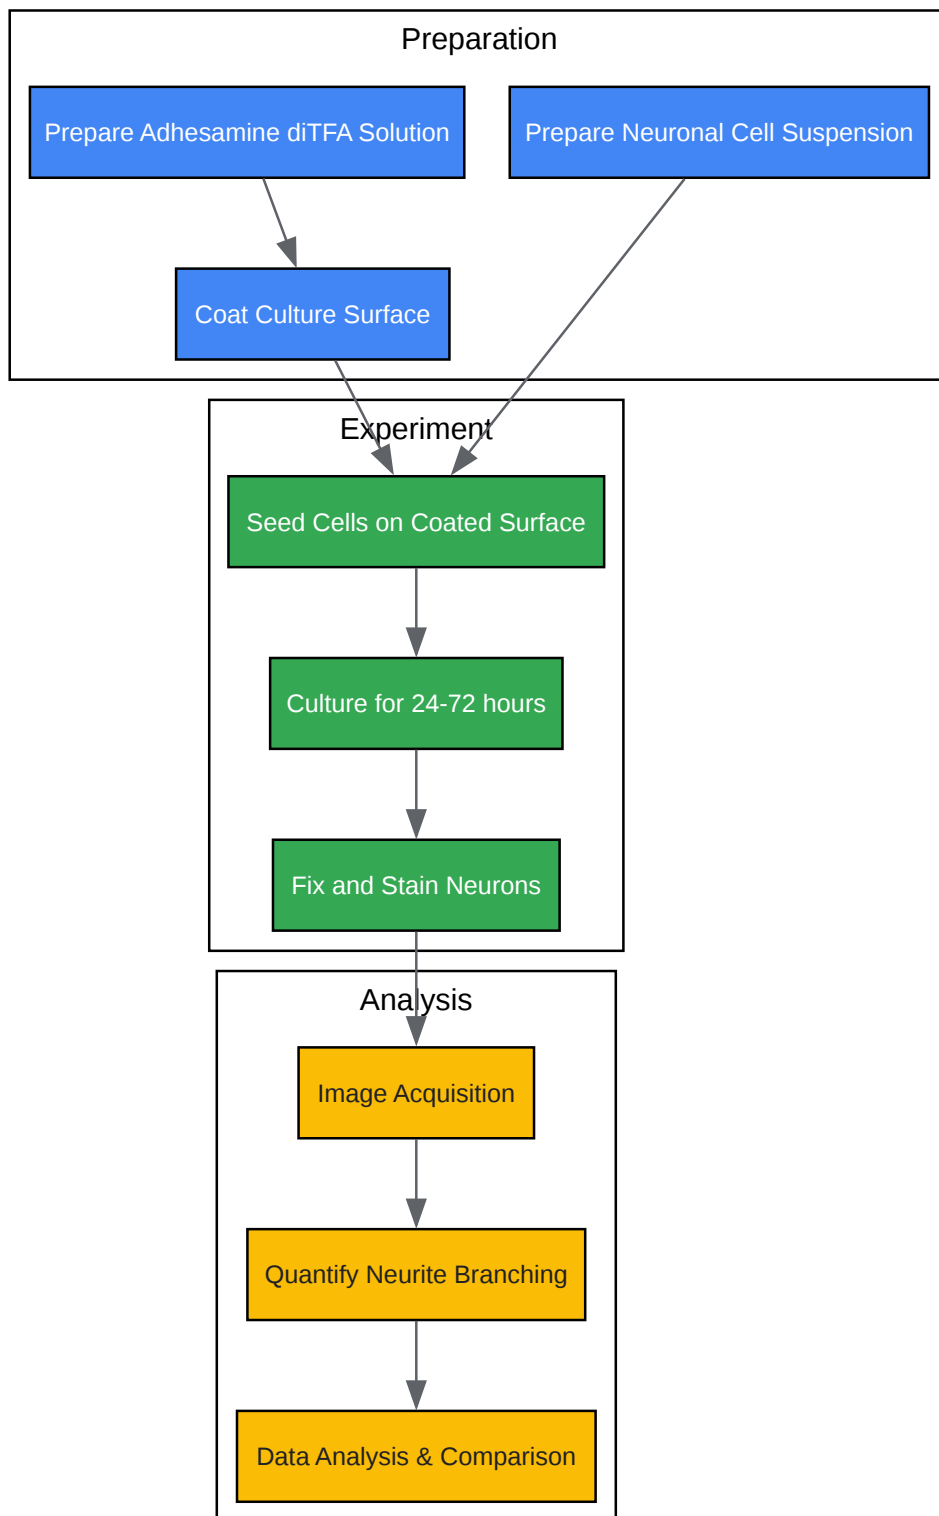 Preparation
Prepare Adhesamine diTFA Solution
Prepare Neuronal Cell Suspension
Coat Culture Surface
Experiment
Seed Cells on Coated Surface
Culture for 24-72 hours
Fix and Stain Neurons
Analysis
Image Acquisition
Quantify Neurite Branching
Data Analysis & Comparison